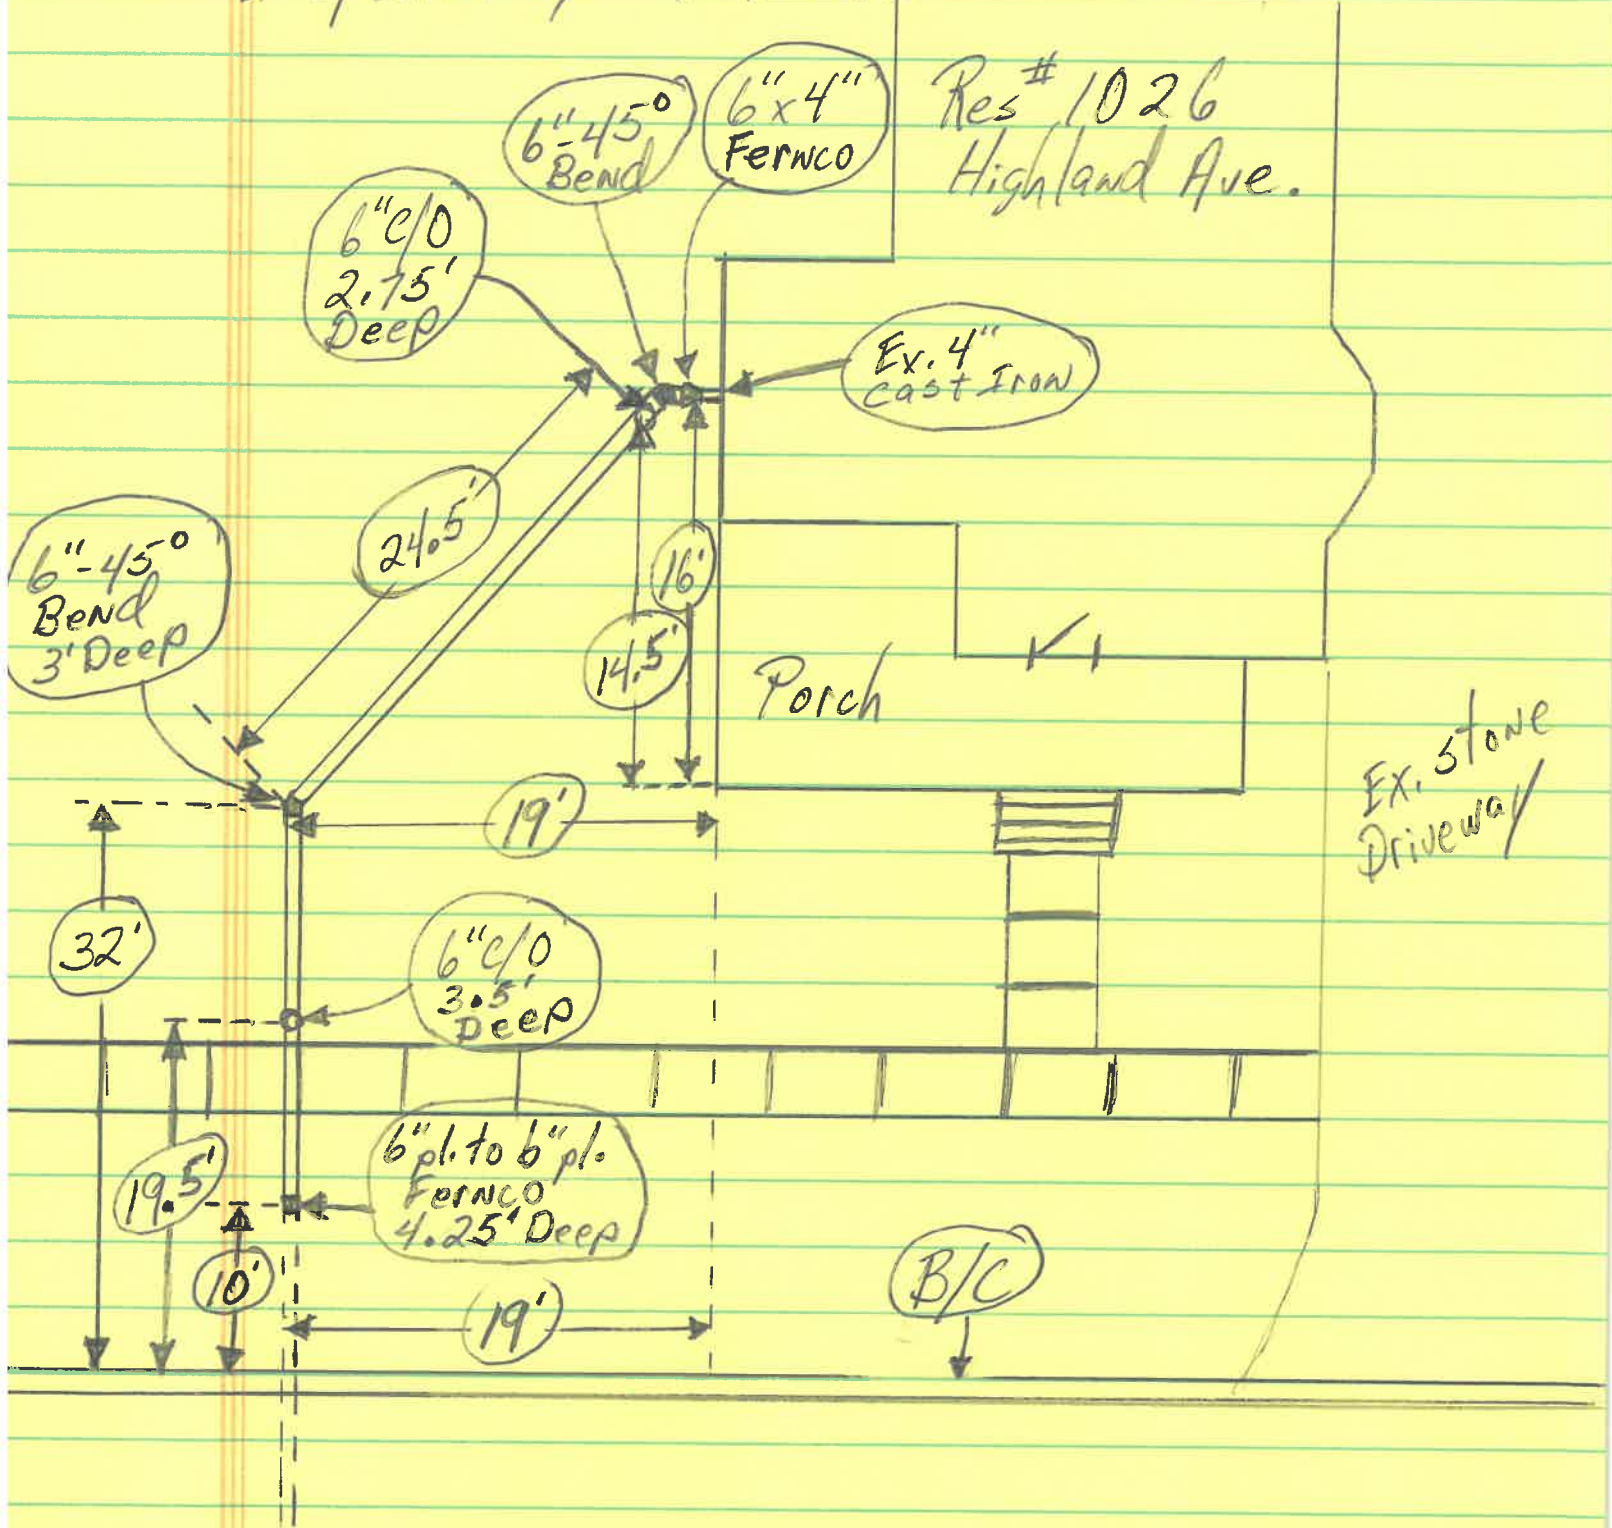 6"-45°
Bend
6"x4"
Fernco
Res# 1026
Highland Ave.
6"C/O
2.75'
Deep
Ex. 4"
cast Iron
24.5'
16'
14.5'
6"-45°
Bend
3' Deep
Porch
Ex. stone
Driveway
19'
32'
6"C/O
3.5'
Deep
6"pl. to 6"pl.
Fernco
4.25' Deep
19.5'
10'
19'
B/C